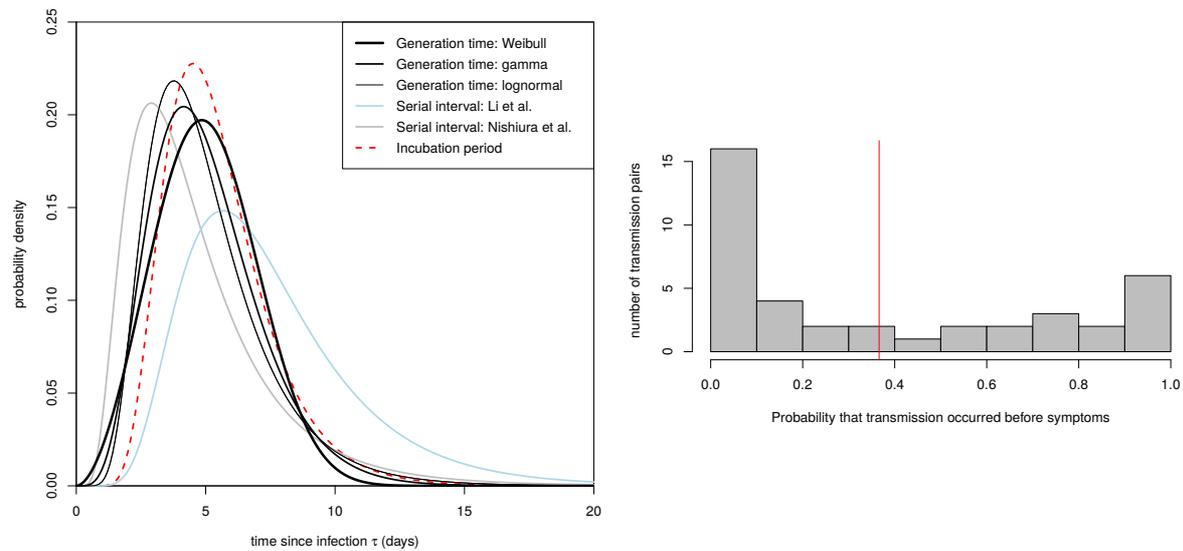 0.25
0.20
0.15
0.10
0.05
0.00
probability density
0 5 10 15 20
time since infection τ (days)
Generation time: Weibull
Generation time: gamma
Generation time: lognormal
Serial interval: Li et al.
Serial interval: Nishiura et al.
Incubation period
15
10
5
0
number of transmission pairs
0.0 0.2 0.4 0.6 0.8 1.0
Probability that transmission occurred before symptoms